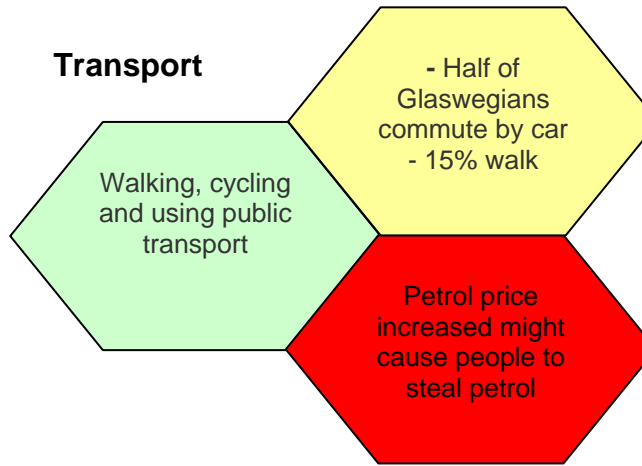 Transport
- Half of
Glaswegians
commute by car
- 15% walk
Walking, cycling
and using public
transport
Petrol price
increased might
cause people to
steal petrol